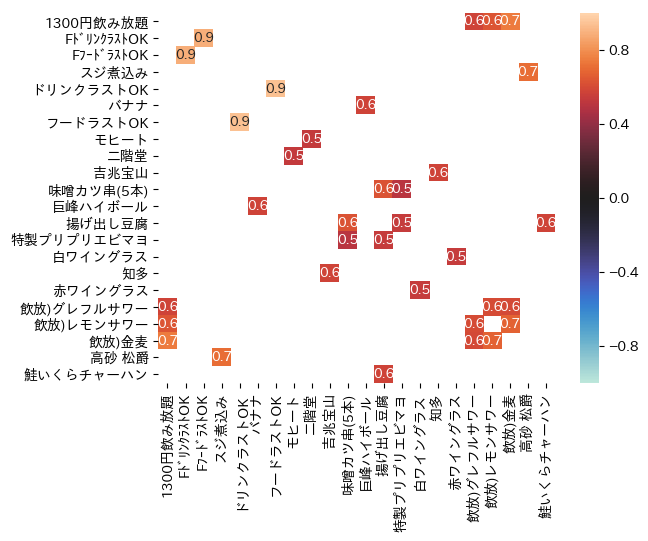 1300円飲み放題 0.6 0.6 0.7
FﾄﾞﾘﾝｸﾗｽﾄOK 0.9
FﾌｰﾄﾞﾗｽﾄOK 0.9
スジ煮込み 0.7
ドリンクラストOK 0.9
バナナ 0.6
フードラストOK 0.9
モヒート 0.5
二階堂 0.5
吉兆宝山 0.6
味噌カツ串(5本) 0.6 0.5
巨峰ハイボール 0.6
揚げ出し豆腐 0.6 0.5 0.6
特製プリプリエビマヨ 0.5 0.5
白ワイングラス 0.5
知多 0.6
赤ワイングラス 0.5
飲放)グレフルサワー 0.6 0.6 0.6
飲放)レモンサワー 0.6 0.6 0.7
飲放)金麦 0.7 0.6 0.7
高砂 松爵 0.7
鮭いくらチャーハン 0.6
1300円飲み放題
FﾄﾞﾘﾝｸﾗｽﾄOK
FﾌｰﾄﾞﾗｽﾄOK
スジ煮込み
ドリンクラストOK
バナナ
フードラストOK
モヒート
二階堂
吉兆宝山
味噌カツ串(5本)
巨峰ハイボール
揚げ出し豆腐
特製プリプリエビマヨ
白ワイングラス
知多
赤ワイングラス
飲放)グレフルサワー
飲放)レモンサワー
飲放)金麦
高砂 松爵
鮭いくらチャーハン
0.8
0.4
0.0
−0.4
−0.8